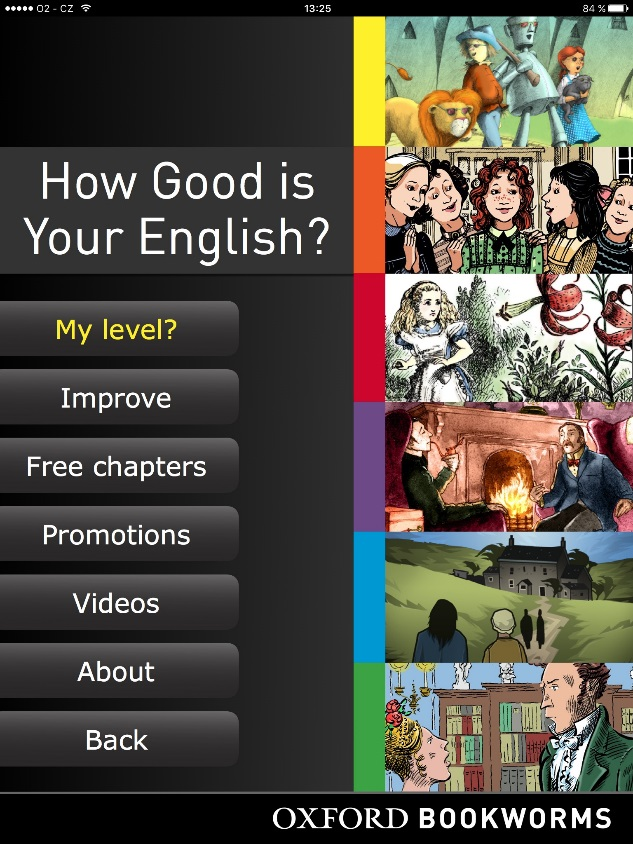 O2 - CZ 13:25 84 %
How Good is
Your English?
My level?
Improve
Free chapters
Promotions
Videos
About
Back
OXFORD BOOKWORMS